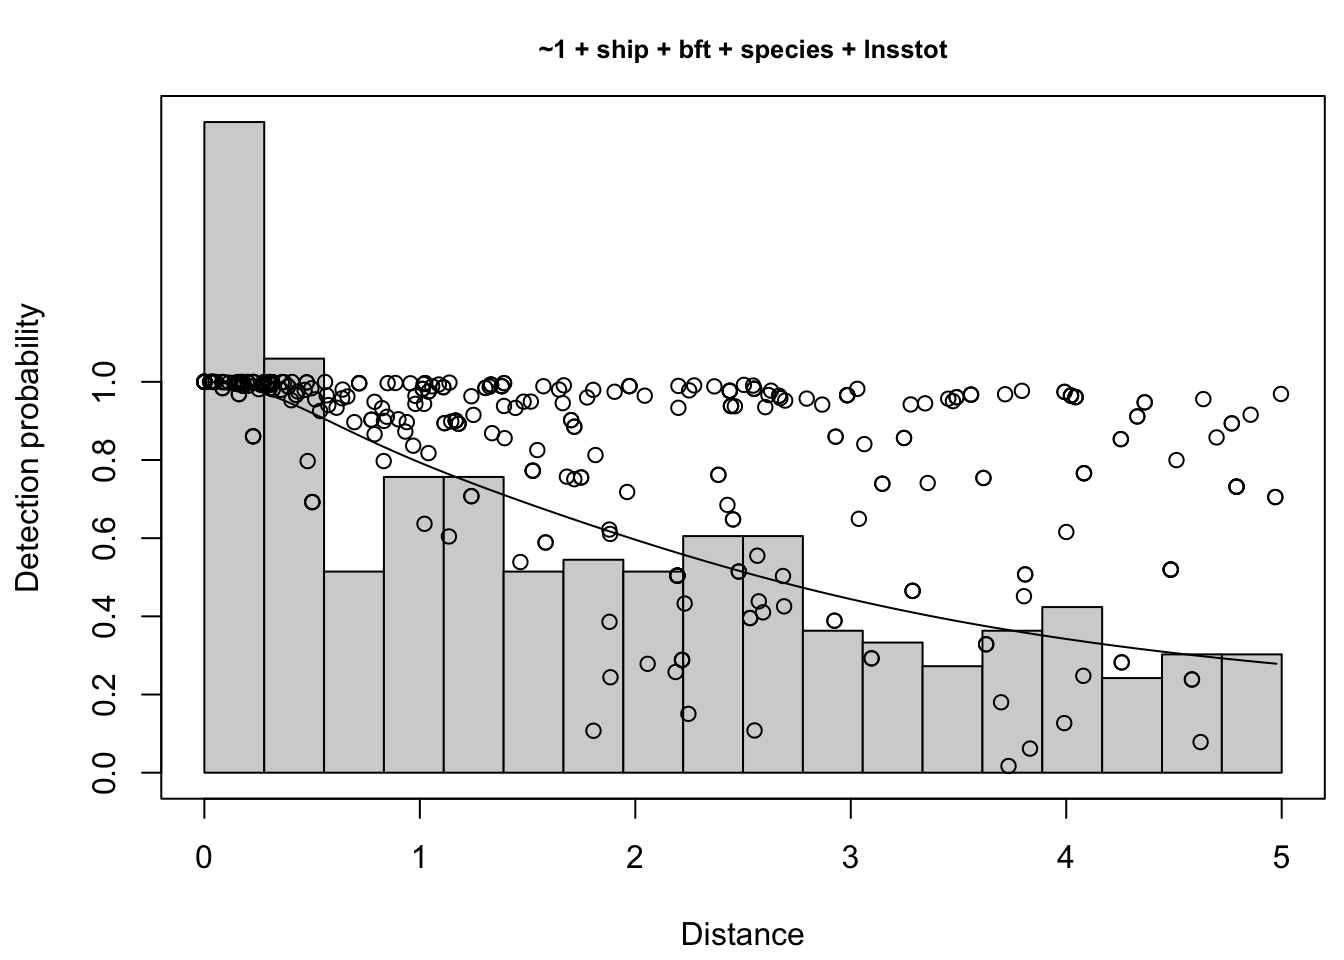 ~1 + ship + bft + species + lnsstot
Detection probability
1.0
0.8
0.6
0.4
0.2
0.0
0 1 2 3 4 5
Distance